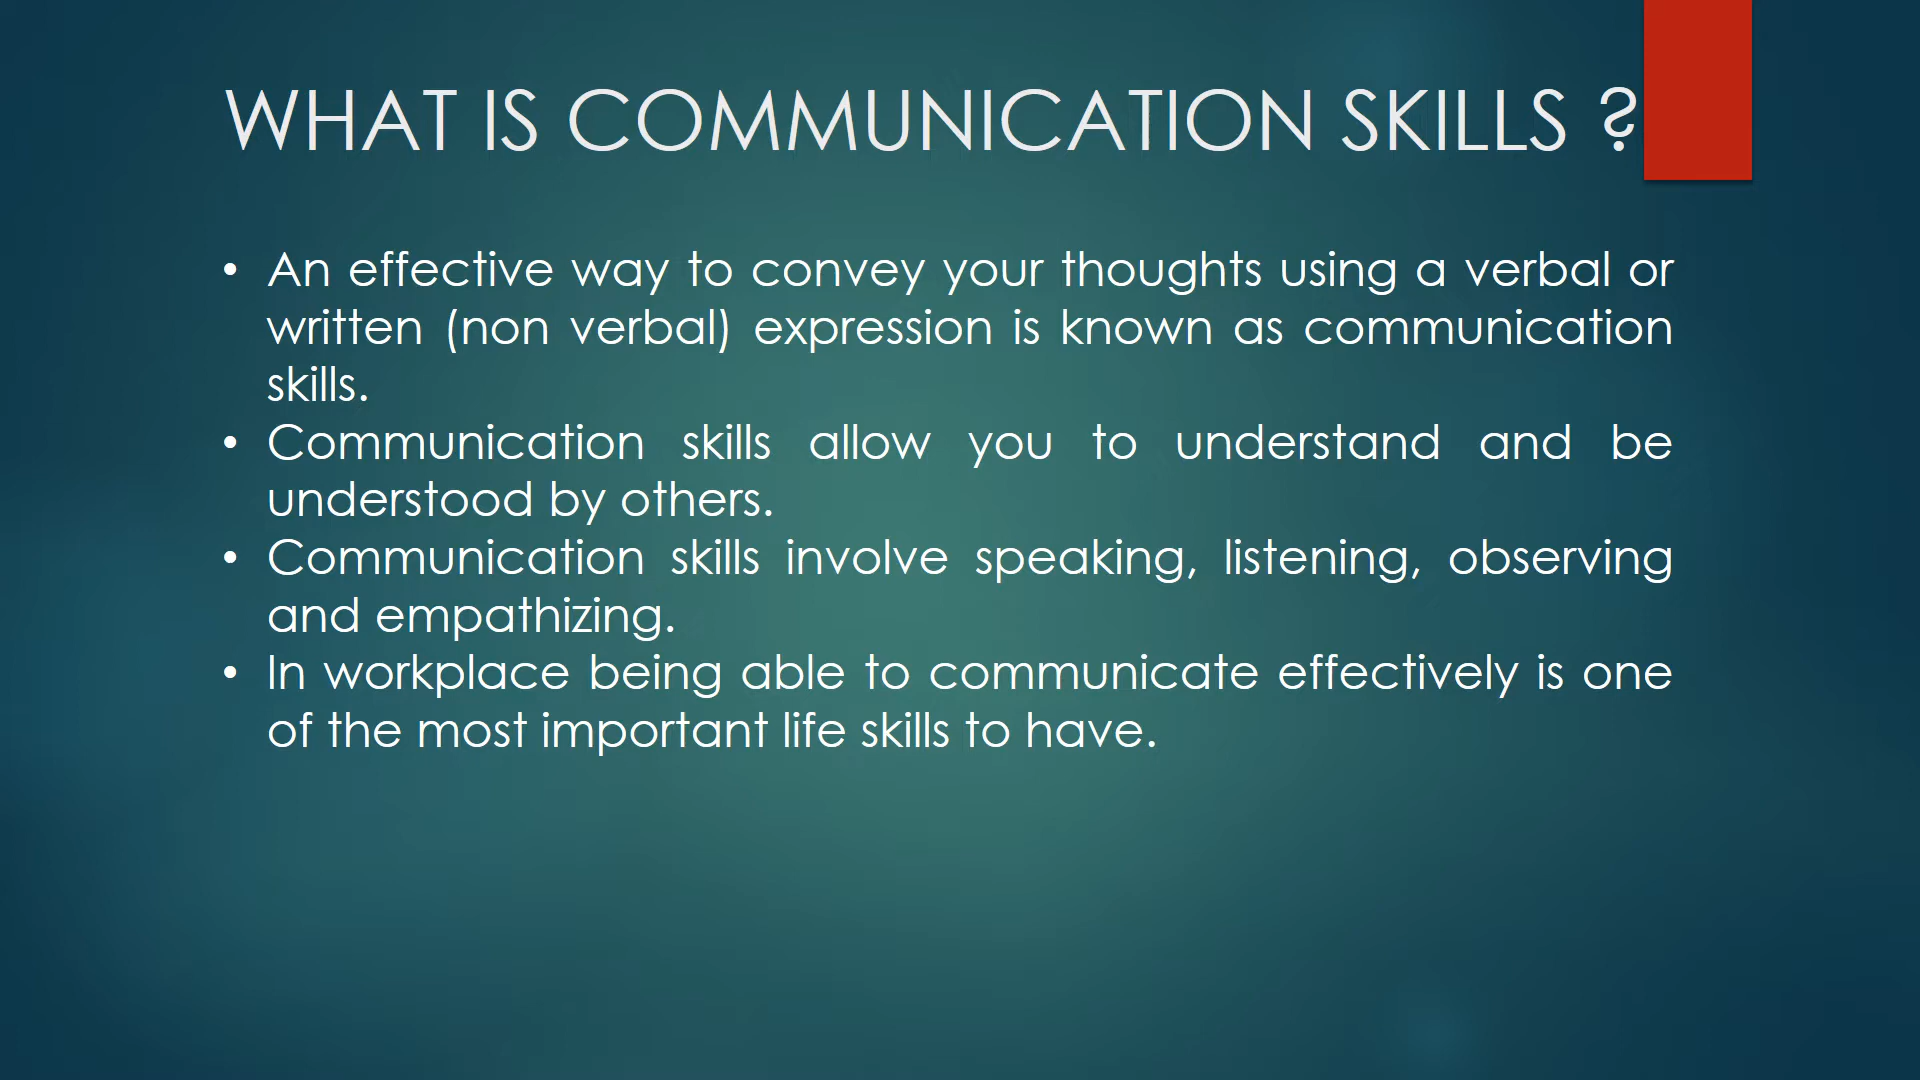 WHAT IS COMMUNICATION SKILLS ?
• An effective way to convey your thoughts using a verbal or
written (non verbal) expression is known as communication
skills.
• Communication skills allow you to understand and be
understood by others.
• Communication skills involve speaking, listening, observing
and empathizing.
• In workplace being able to communicate effectively is one
of the most important life skills to have.